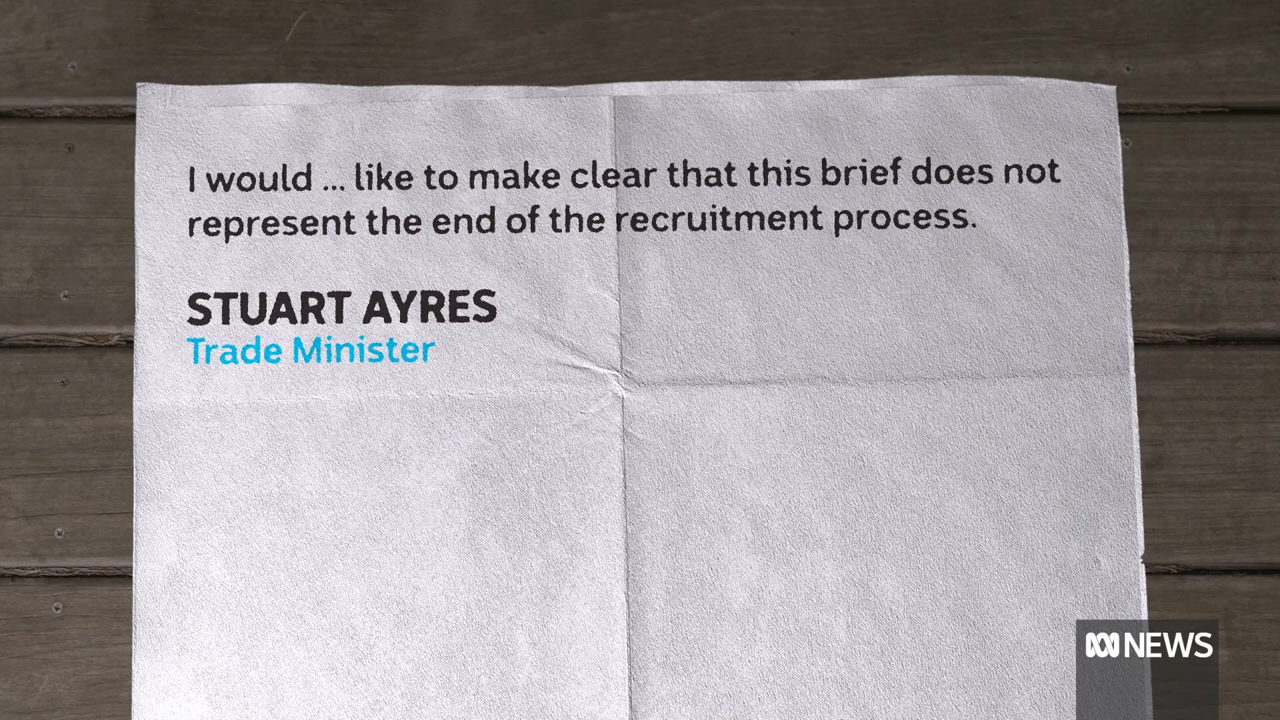 I would ... like to make clear that this brief does not
represent the end of the recruitment process.
STUART AYRES
Trade Minister
NEWS